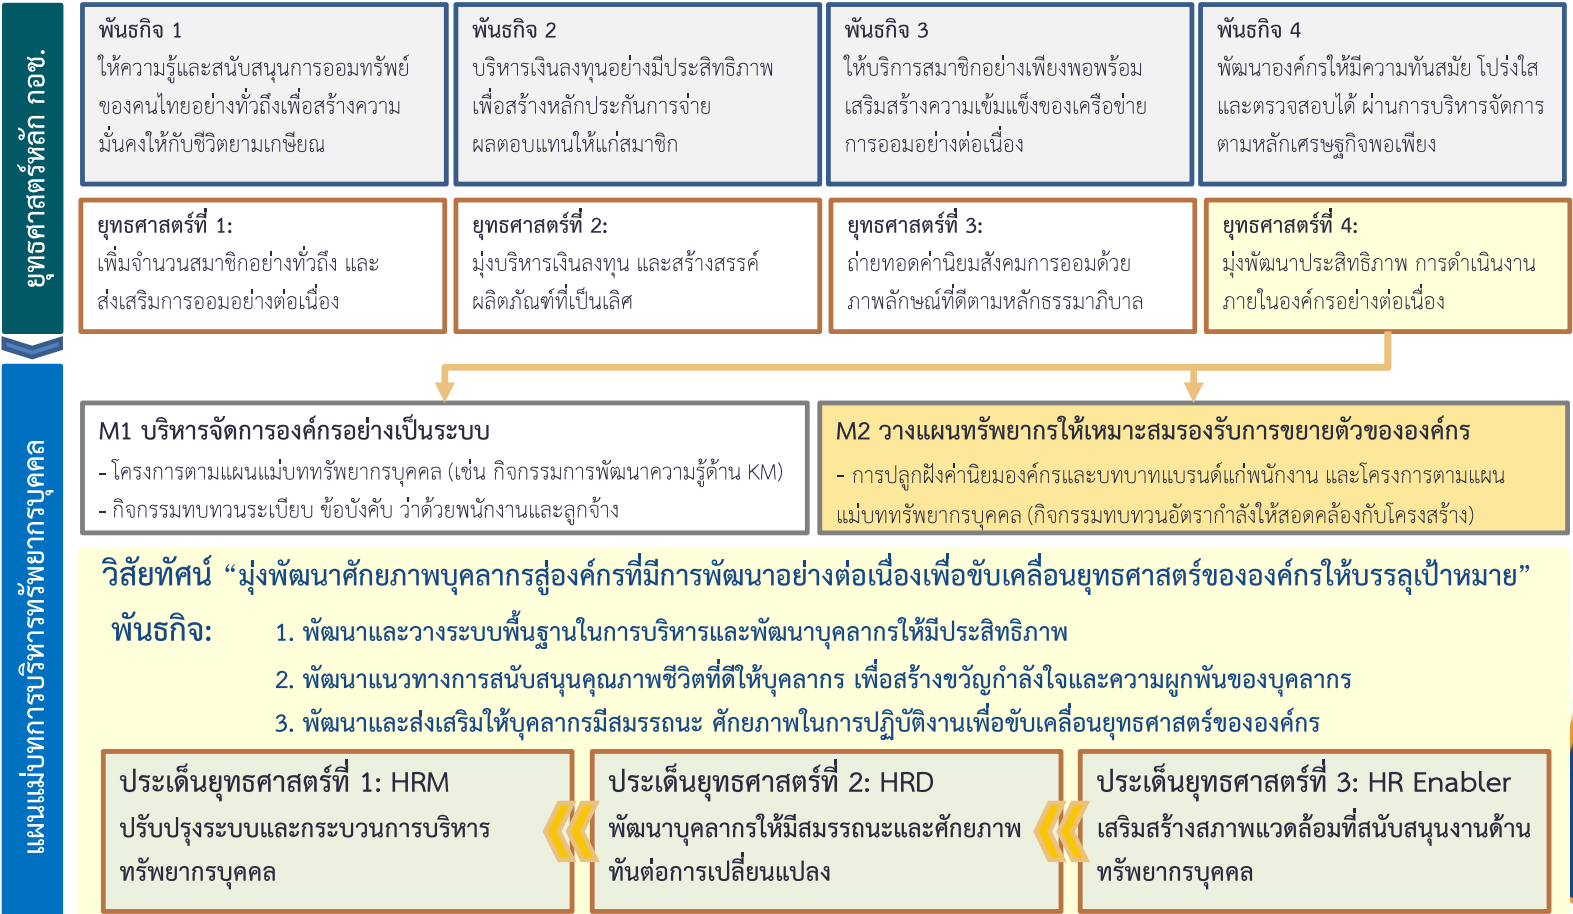 ยุทธศาสตร์หลัก กอช.
พันธกิจ 1
ให้ความรู้และสนับสนุนการออมทรัพย์
ของคนไทยอย่างทั่วถึงเพื่อสร้างความ
มั่นคงให้กับชีวิตยามเกษียณ
พันธกิจ 2
บริหารเงินลงทุนอย่างมีประสิทธิภาพ
เพื่อสร้างหลักประกันการจ่าย
ผลตอบแทนให้แก่สมาชิก
พันธกิจ 3
ให้บริการสมาชิกอย่างเพียงพอพร้อม
เสริมสร้างความเข้มแข็งของเครือข่าย
การออมอย่างต่อเนื่อง
พันธกิจ 4
พัฒนาองค์กรให้มีความทันสมัย โปร่งใส
และตรวจสอบได้ ผ่านการบริหารจัดการ
ตามหลักเศรษฐกิจพอเพียง
ยุทธศาสตร์ที่ 1:
เพิ่มจำนวนสมาชิกอย่างทั่วถึง และ
ส่งเสริมการออมอย่างต่อเนื่อง
ยุทธศาสตร์ที่ 2:
มุ่งบริหารเงินลงทุน และสร้างสรรค์
ผลิตภัณฑ์ที่เป็นเลิศ
ยุทธศาสตร์ที่ 3:
ถ่ายทอดค่านิยมสังคมการออมด้วย
ภาพลักษณ์ที่ดีตามหลักธรรมาภิบาล
ยุทธศาสตร์ที่ 4:
มุ่งพัฒนาประสิทธิภาพ การดำเนินงาน
ภายในองค์กรอย่างต่อเนื่อง
แผนแม่บทการบริหารทรัพยากรบุคคล
M1 บริหารจัดการองค์กรอย่างเป็นระบบ
- โครงการตามแผนแม่บททรัพยากรบุคคล (เช่น กิจกรรมการพัฒนาความรู้ด้าน KM)
- กิจกรรมทบทวนระเบียบ ข้อบังคับ ว่าด้วยพนักงานและลูกจ้าง
M2 วางแผนทรัพยากรให้เหมาะสมรองรับการขยายตัวขององค์กร
- การปลูกฝังค่านิยมองค์กรและบทบาทแบรนด์แก่พนักงาน และโครงการตามแผน
แม่บททรัพยากรบุคคล (กิจกรรมทบทวนอัตรากำลังให้สอดคล้องกับโครงสร้าง)
วิสัยทัศน์ “มุ่งพัฒนาศักยภาพบุคลากรสู่องค์กรที่มีการพัฒนาอย่างต่อเนื่องเพื่อขับเคลื่อนยุทธศาสตร์ขององค์กรให้บรรลุเป้าหมาย”
พันธกิจ: 1. พัฒนาและวางระบบพื้นฐานในการบริหารและพัฒนาบุคลากรให้มีประสิทธิภาพ
2. พัฒนาแนวทางการสนับสนุนคุณภาพชีวิตที่ดีให้บุคลากร เพื่อสร้างขวัญกำลังใจและความผูกพันของบุคลากร
3. พัฒนาและส่งเสริมให้บุคลากรมีสมรรถนะ ศักยภาพในการปฏิบัติงานเพื่อขับเคลื่อนยุทธศาสตร์ขององค์กร
ประเด็นยุทธศาสตร์ที่ 1: HRM
ปรับปรุงระบบและกระบวนการบริหาร
ทรัพยากรบุคคล
ประเด็นยุทธศาสตร์ที่ 2: HRD
พัฒนาบุคลากรให้มีสมรรถนะและศักยภาพ
ทันต่อการเปลี่ยนแปลง
ประเด็นยุทธศาสตร์ที่ 3: HR Enabler
เสริมสร้างสภาพแวดล้อมที่สนับสนุนงานด้าน
ทรัพยากรบุคคล